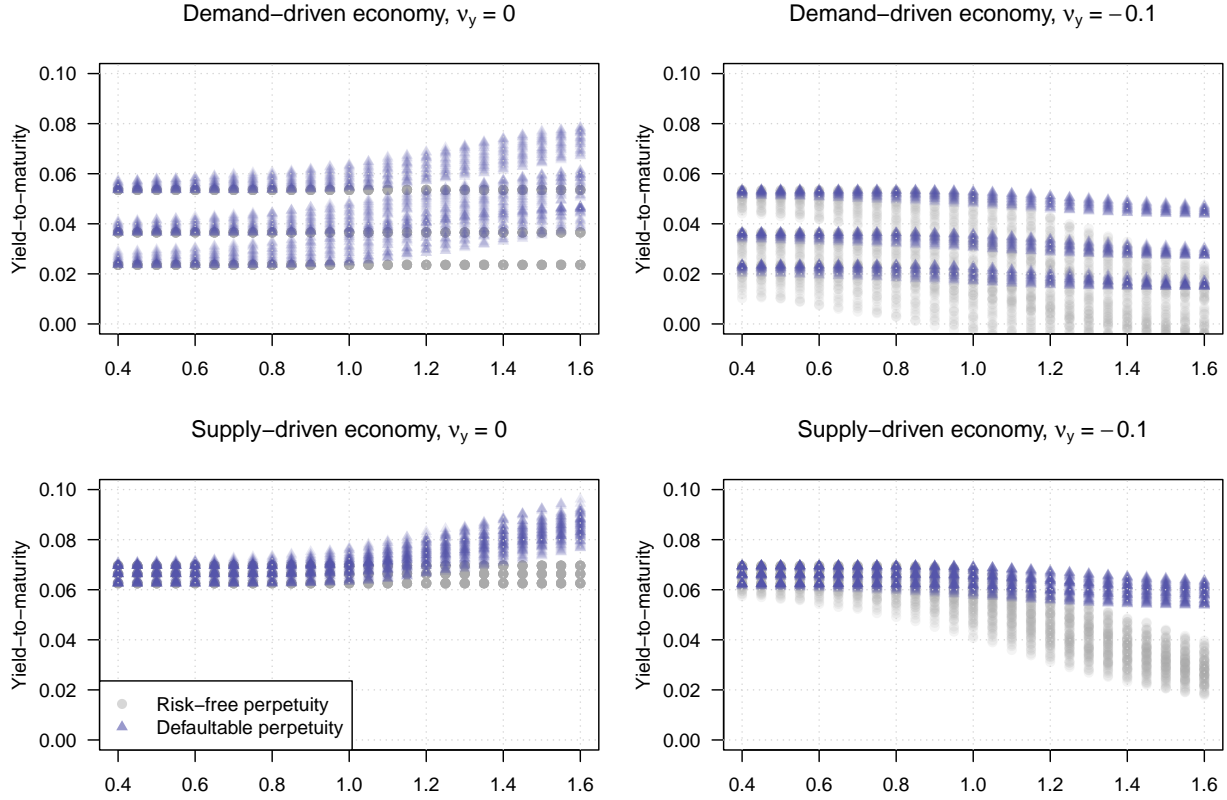 Demand−driven economy, νy = 0
Yield−to−maturity
0.10
0.08
0.06
0.04
0.02
0.00
0.4 0.6 0.8 1.0 1.2 1.4 1.6
Demand−driven economy, νy = −0.1
Yield−to−maturity
0.10
0.08
0.06
0.04
0.02
0.00
0.4 0.6 0.8 1.0 1.2 1.4 1.6
Supply−driven economy, νy = 0
Yield−to−maturity
0.10
0.08
0.06
0.04
0.02
0.00
Risk−free perpetuity
Defaultable perpetuity
0.4 0.6 0.8 1.0 1.2 1.4 1.6
Supply−driven economy, νy = −0.1
Yield−to−maturity
0.10
0.08
0.06
0.04
0.02
0.00
0.4 0.6 0.8 1.0 1.2 1.4 1.6